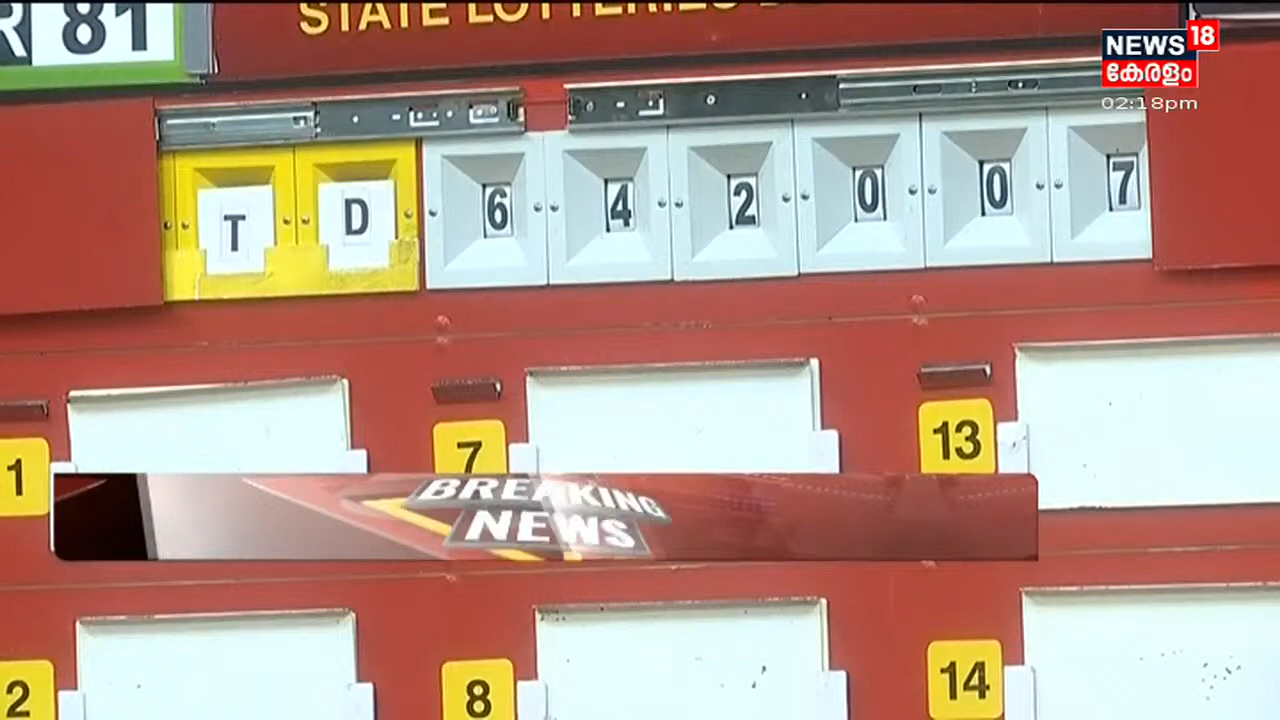 R 81
STATE LOTTERIES
NEWS 18
കേരളം
02:18pm
T D 6 4 2 0 0 7
1
7
13
BREAKING
NEWS
2
8
14